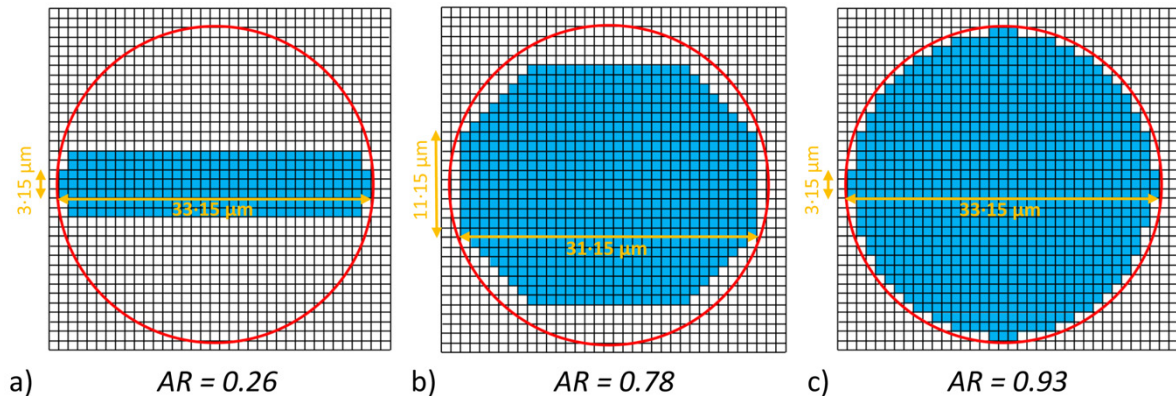 3·15 µm
33·15 µm
11·15 µm
31·15 µm
3·15 µm
33·15 µm
a) AR = 0.26
b) AR = 0.78
c) AR = 0.93